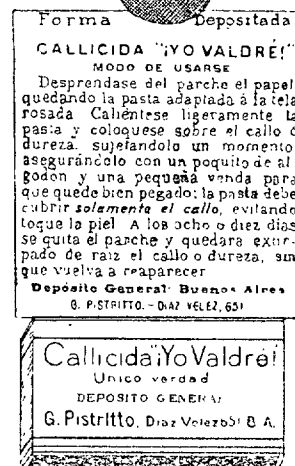 Forma Depositada
CALLICIDA "¡YO VALDRÉ!"
MODO DE USARSE
Despréndase del parche el papel
quedando la pasta adaptada á la tela
rosada Caliéntese ligeramente la
pasta y coloquese sobre el callo ó
dureza. sujetandolo un momento
asegurándolo con un poquito de al
godón y una pequeña venda para
que quede bien pegado; la pasta debe
cubrir solamente el callo, evitando
toque la piel A los ocho o diez dias
se quita el parche y quedara extir-
pado de raiz el callo o dureza, sin
que vuelva a reaparecer
Depósito General· Buenos Aires
G. PISTRITTO. - DIAZ VELEZ, 651
Callicida "¡Yo Valdré!
Unico verdad
DEPOSITO GENERAL
G. Pistritto, Diaz Velez 651 B A.